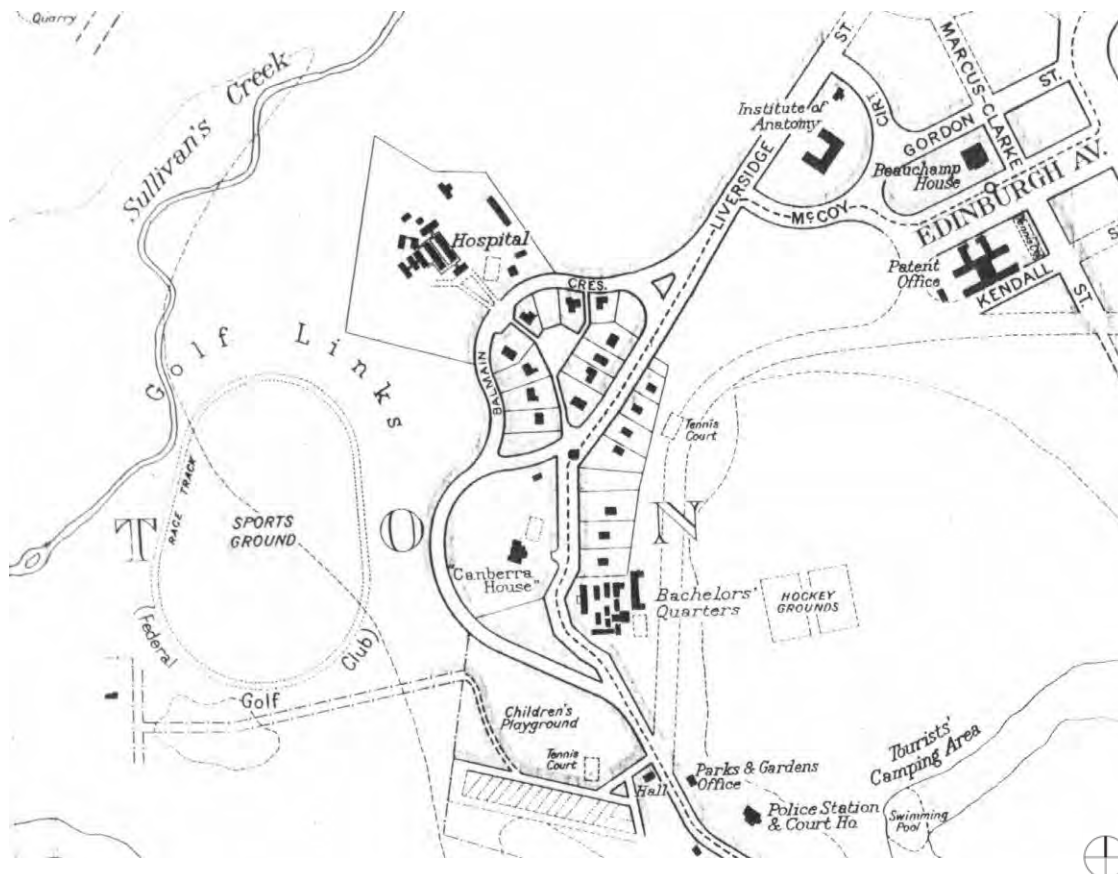 Quarry
Sullivan's Creek
ST.
MARCUS CLARKE
ST.
Institute of
Anatomy
CIRT.
GORDON
Beauchamp
House
LIVERSIDGE
McCOY
EDINBURGH AV.
Hospital
Patent
Office
KENDALL
ST.
CRES.
Golf Links
BALMAIN
Tennis
Court
RACE TRACK
SPORTS
GROUND
T O N
"Canberra
House"
Bachelors'
Quarters
HOCKEY
GROUNDS
(Federal
Golf
Club)
Children's
Playground
Tennis
Court
Hall
Parks & Gardens
Office
Tourists'
Camping Area
Police Station
& Court Ho.
Swimming
Pool